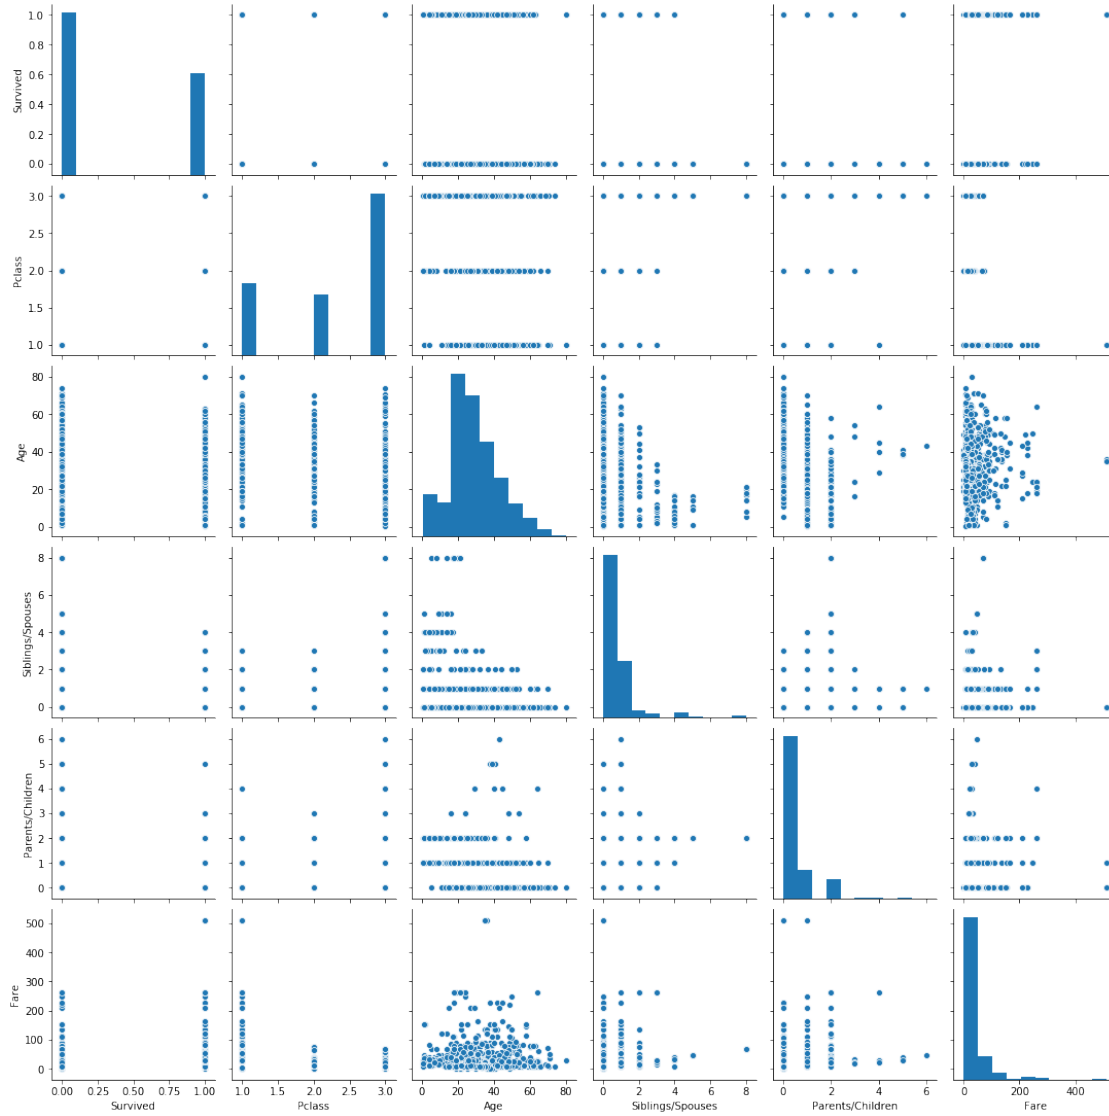 1.0
0.8
0.6
0.4
0.2
0.0
Survived
3.0
2.5
2.0
1.5
1.0
Pclass
80
60
40
20
0
Age
8
6
4
2
0
Siblings/Spouses
6
5
4
3
2
1
0
Parents/Children
500
400
300
200
100
0
Fare
0.00 0.25 0.50 0.75 1.00
Survived
1.0 1.5 2.0 2.5 3.0
Pclass
0 20 40 60 80
Age
0 2 4 6 8
Siblings/Spouses
0 2 4 6
Parents/Children
0 200 400
Fare